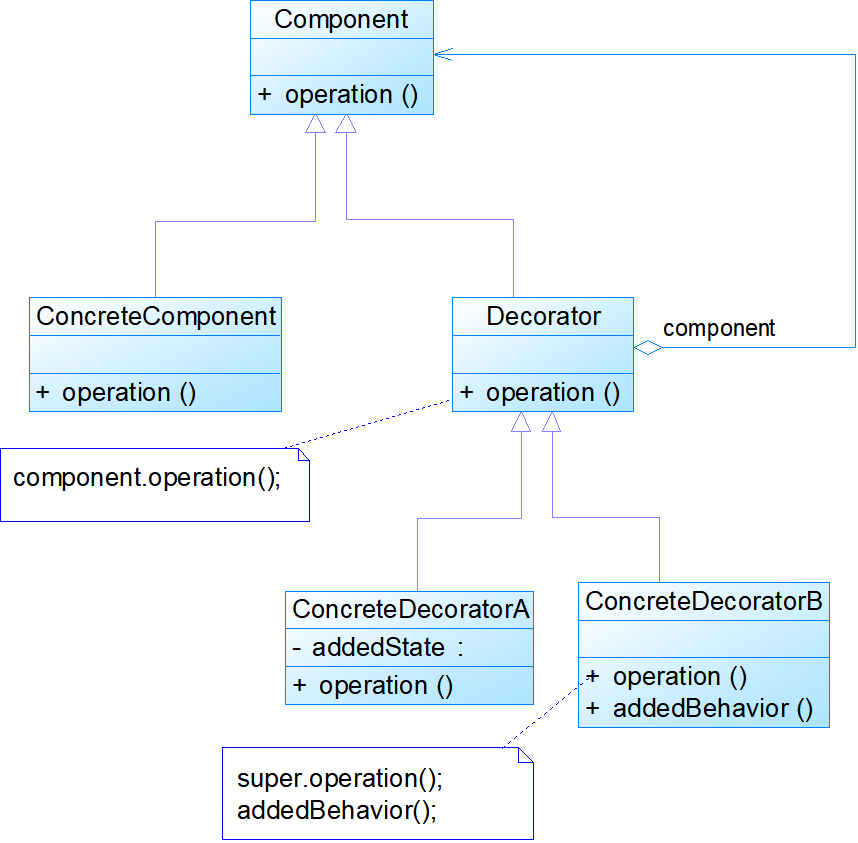 Component
+ operation ()
ConcreteComponent
+ operation ()
Decorator
+ operation ()
component
component.operation();
ConcreteDecoratorA
- addedState :
+ operation ()
ConcreteDecoratorB
+ operation ()
+ addedBehavior ()
super.operation();
addedBehavior();